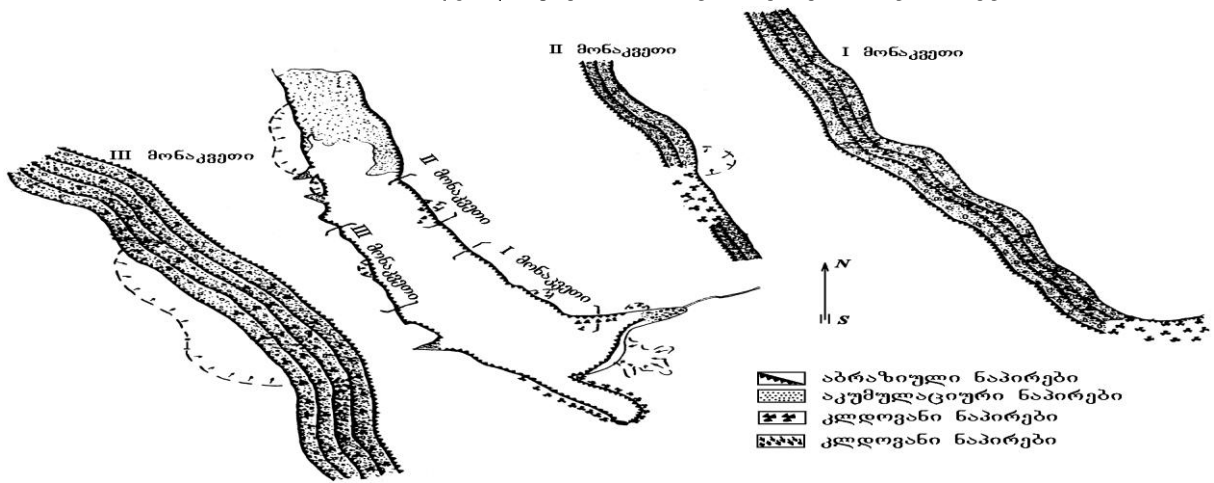 II მონაკვეთი
I მონაკვეთი
III მონაკვეთი
II მონაკვეთი
III მონაკვეთი
I მონაკვეთი
N
S
აბრაზიული ნაპირები
აკუმულაციური ნაპირები
კლდოვანი ნაპირები
კლდოვანი ნაპირები